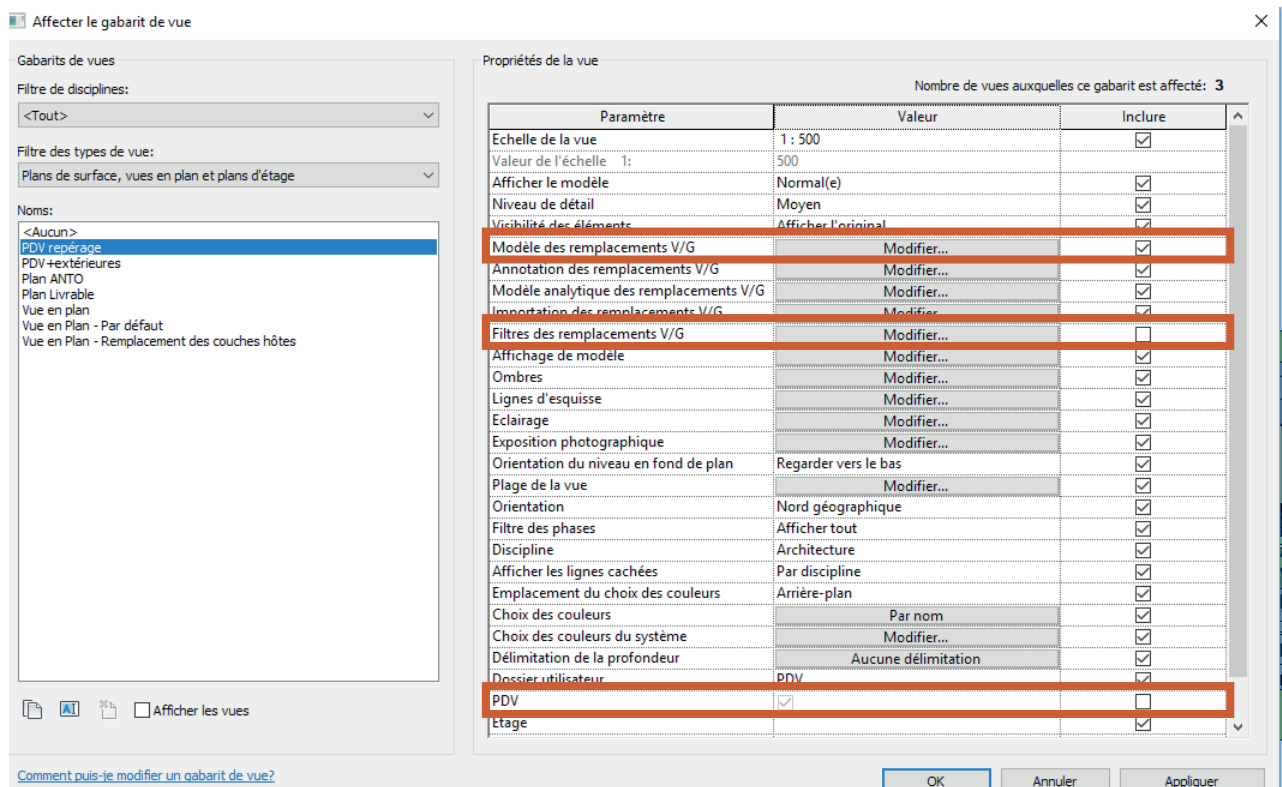 Affecter le gabarit de vue
Gabarits de vues
Filtre de disciplines:
<Tout>
Filtre des types de vue:
Plans de surface, vues en plan et plans d'étage
Noms:
<Aucun>
PDV repérage
PDV+extérieures
Plan ANTO
Plan Livrable
Vue en plan
Vue en Plan - Par défaut
Vue en Plan - Remplacement des couches hôtes
Afficher les vues
Comment puis-je modifier un gabarit de vue?
Propriétés de la vue
Nombre de vues auxquelles ce gabarit est affecté: 3
Paramètre Valeur Inclure
Echelle de la vue 1 : 500
Valeur de l'échelle 1: 500
Afficher le modèle Normal(e)
Niveau de détail Moyen
Visibilité des éléments Afficher l'original
Modèle des remplacements V/G Modifier...
Annotation des remplacements V/G Modifier...
Modèle analytique des remplacements V/G Modifier...
Importation des remplacements V/G Modifier...
Filtres des remplacements V/G Modifier...
Affichage de modèle Modifier...
Ombres Modifier...
Lignes d'esquisse Modifier...
Eclairage Modifier...
Exposition photographique Modifier...
Orientation du niveau en fond de plan Regarder vers le bas
Plage de la vue Modifier...
Orientation Nord géographique
Filtre des phases Afficher tout
Discipline Architecture
Afficher les lignes cachées Par discipline
Emplacement du choix des couleurs Arrière-plan
Choix des couleurs Par nom
Choix des couleurs du système Modifier...
Délimitation de la profondeur Aucune délimitation
Dossier utilisateur PDV
PDV
Etage
OK Annuler Appliquer